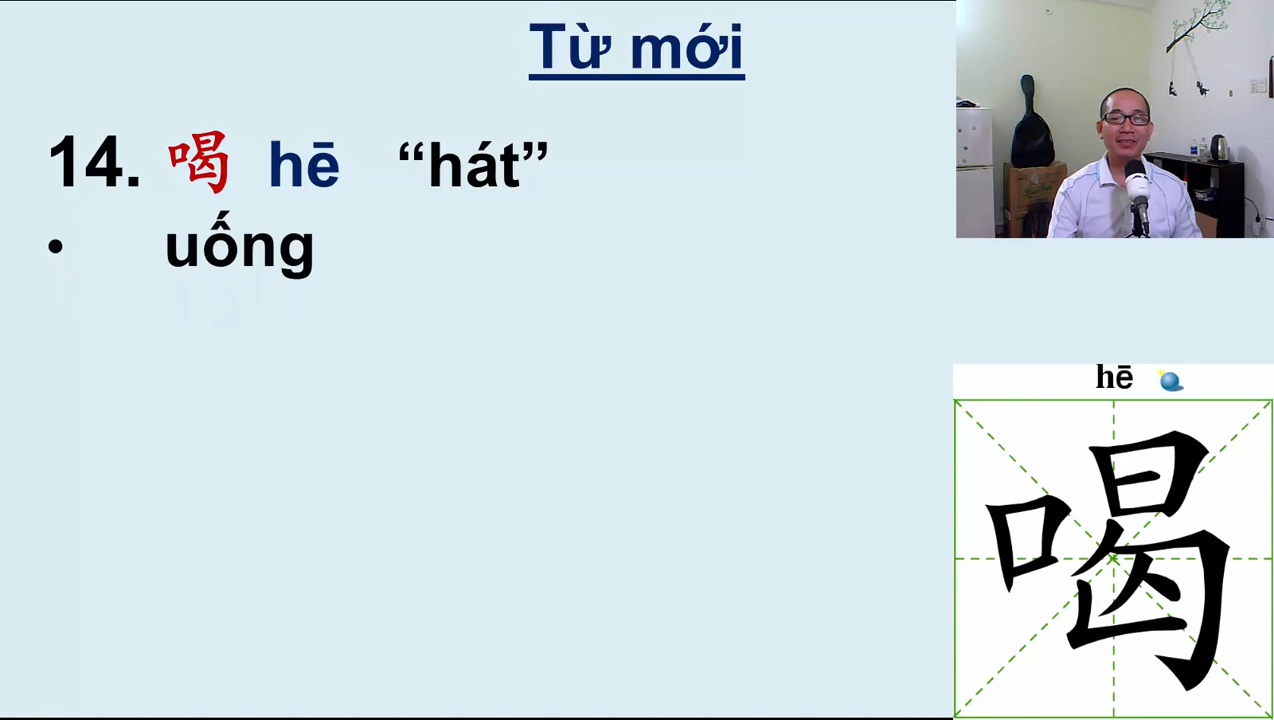 Từ mới
14. 喝 hē “hát”
• uống
hē
喝